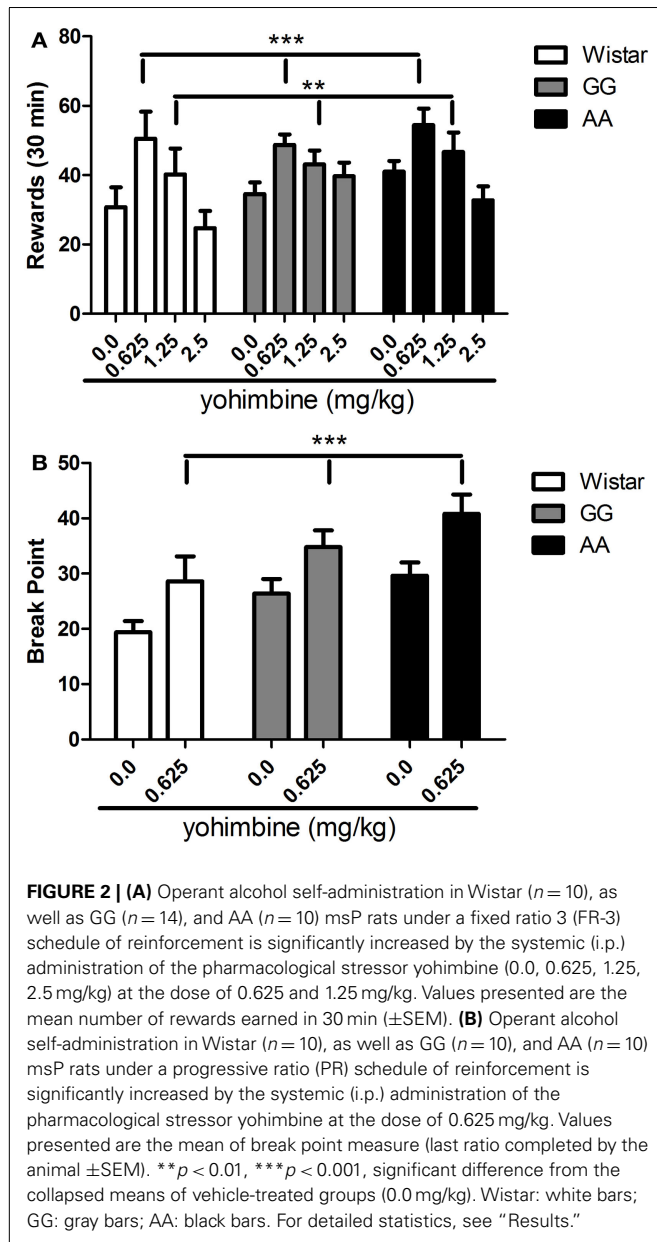 A
80
60
40
20
0
Rewards (30 min)
***
**
Wistar
GG
AA
0.0 0.625 1.25 2.5 0.0 0.625 1.25 2.5 0.0 0.625 1.25 2.5
yohimbine (mg/kg)
B
50
40
30
20
10
0
Break Point
***
Wistar
GG
AA
0.0 0.625 0.0 0.625 0.0 0.625
yohimbine (mg/kg)
FIGURE 2 | (A) Operant alcohol self-administration in Wistar (n = 10), as
well as GG (n = 14), and AA (n = 10) msP rats under a fixed ratio 3 (FR-3)
schedule of reinforcement is significantly increased by the systemic (i.p.)
administration of the pharmacological stressor yohimbine (0.0, 0.625, 1.25,
2.5 mg/kg) at the dose of 0.625 and 1.25 mg/kg. Values presented are the
mean number of rewards earned in 30 min (±SEM). (B) Operant alcohol
self-administration in Wistar (n = 10), as well as GG (n = 10), and AA (n = 10)
msP rats under a progressive ratio (PR) schedule of reinforcement is
significantly increased by the systemic (i.p.) administration of the
pharmacological stressor yohimbine at the dose of 0.625 mg/kg. Values
presented are the mean of break point measure (last ratio completed by the
animal ±SEM). **p < 0.01, ***p < 0.001, significant difference from the
collapsed means of vehicle-treated groups (0.0 mg/kg). Wistar: white bars;
GG: gray bars; AA: black bars. For detailed statistics, see “Results.”